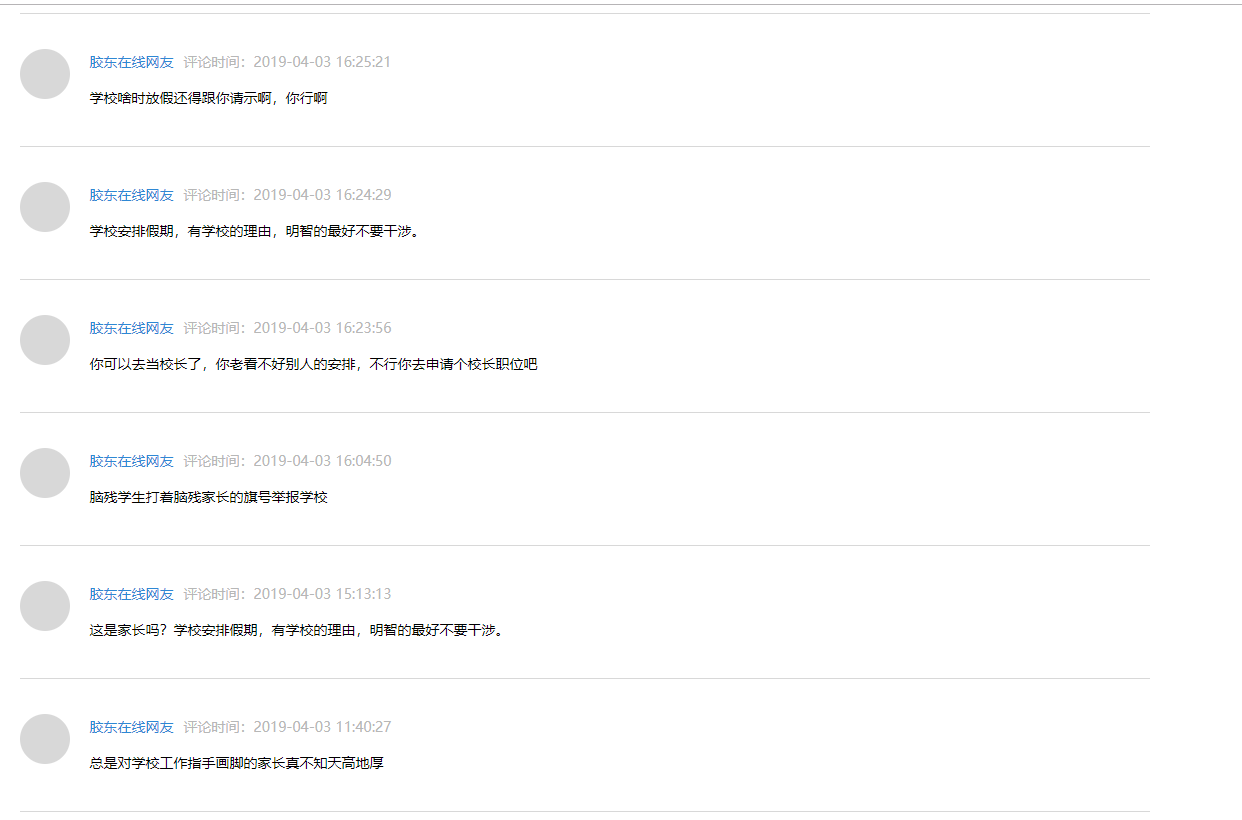 胶东在线网友 评论时间：2019-04-03 16:25:21
学校啥时放假还得跟你请示啊，你行啊
胶东在线网友 评论时间：2019-04-03 16:24:29
学校安排假期，有学校的理由，明智的最好不要干涉。
胶东在线网友 评论时间：2019-04-03 16:23:56
你可以去当校长了，你老看不好别人的安排，不行你去申请个校长职位吧
胶东在线网友 评论时间：2019-04-03 16:04:50
脑残学生打着脑残家长的旗号举报学校
胶东在线网友 评论时间：2019-04-03 15:13:13
这是家长吗？学校安排假期，有学校的理由，明智的最好不要干涉。
胶东在线网友 评论时间：2019-04-03 11:40:27
总是对学校工作指手画脚的家长真不知天高地厚